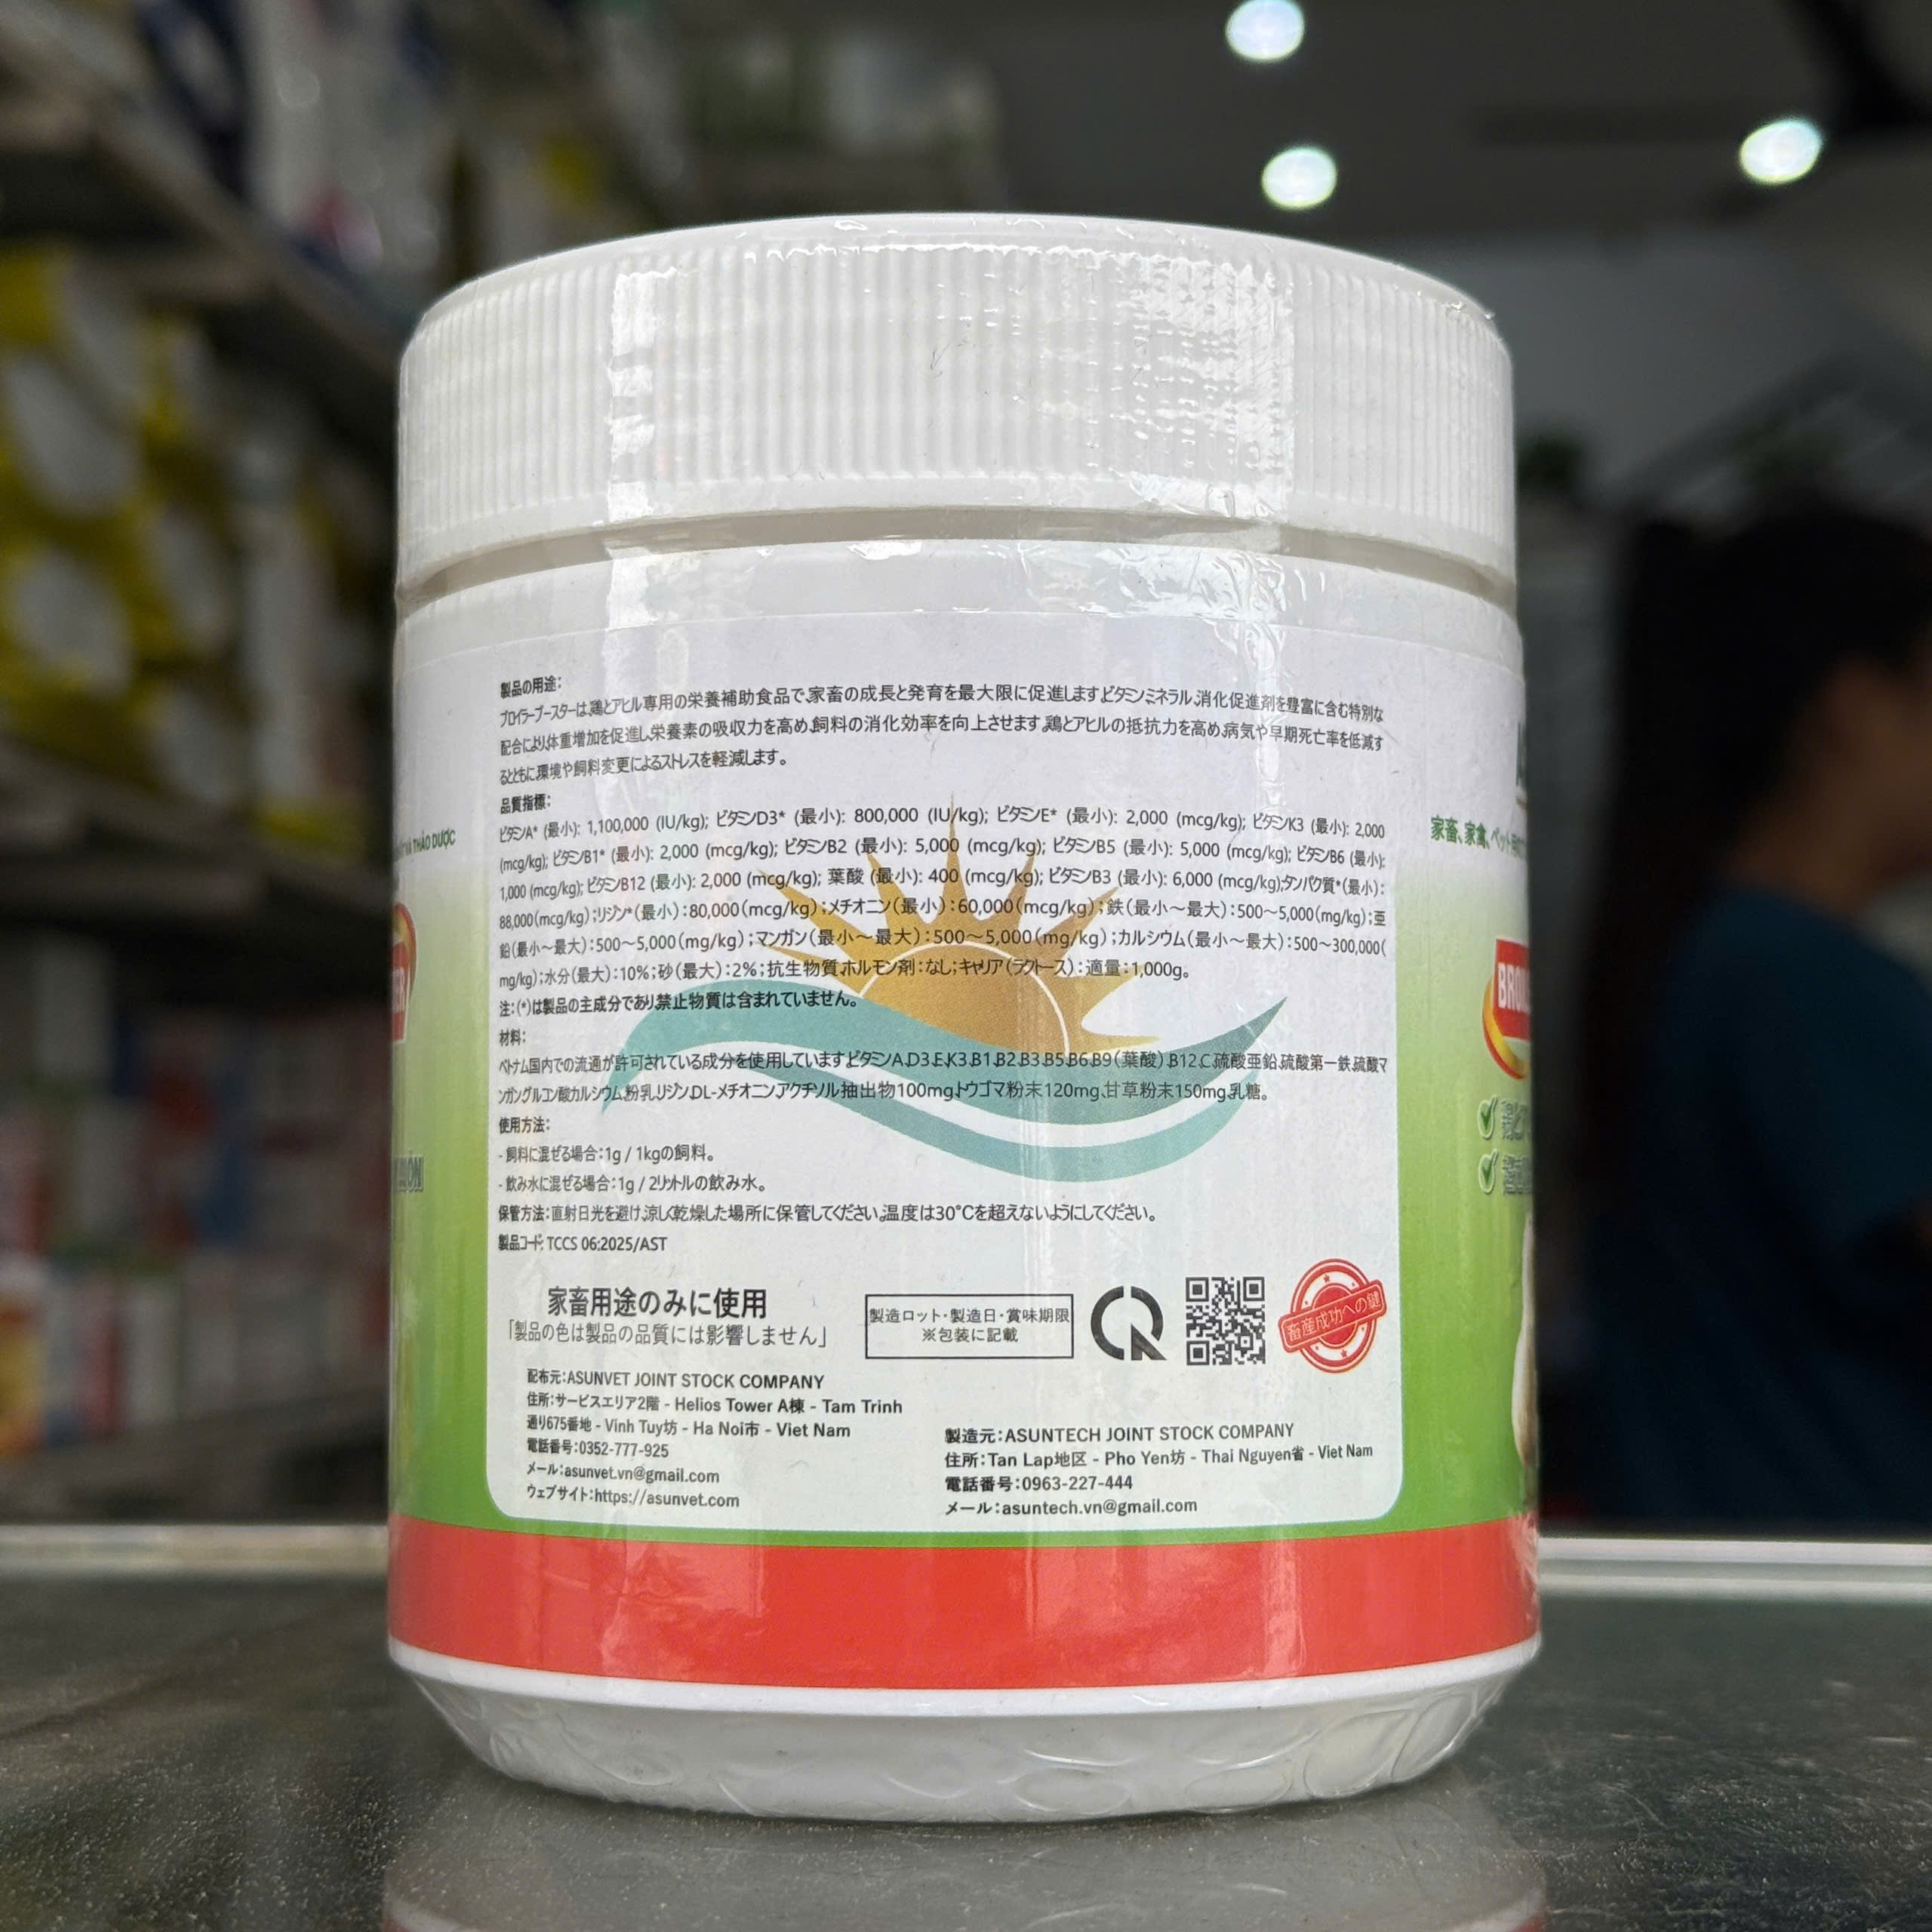 製品の用途:
ブロイラーブースターは、鶏とアヒル専用の栄養補助食品で、家畜の成長と発育を最大限に促進します。ビタミン、ミネラル、消化促進剤を豊富に含む特別な
配合により、体重増加を促進し、栄養素の吸収力を高め、飼料の消化効率を向上させます。鶏とアヒルの抵抗力を高め、病気や早期死亡率を低減す
るとともに、環境や飼料変更によるストレスを軽減します。
品質指標:
ビタミンA* (最小): 1,100,000 (IU/kg); ビタミンD3* (最小): 800,000 (IU/kg); ビタミンE* (最小): 2,000 (mcg/kg); ビタミンK3 (最小): 2,000
(mcg/kg); ビタミンB1* (最小): 2,000 (mcg/kg); ビタミンB2 (最小): 5,000 (mcg/kg); ビタミンB5 (最小): 5,000 (mcg/kg); ビタミンB6 (最小):
1,000 (mcg/kg); ビタミンB12 (最小): 2,000 (mcg/kg); 葉酸 (最小): 400 (mcg/kg); ビタミンB3 (最小): 6,000 (mcg/kg);タンパク質*(最小):
88,000(mcg/kg);リジン*(最小):80,000(mcg/kg);メチオニン(最小):60,000(mcg/kg);鉄(最小～最大):500～5,000(mg/kg);亜
鉛(最小～最大):500～5,000(mg/kg);マンガン(最小～最大):500～5,000(mg/kg);カルシウム(最小～最大):500～300,000(
mg/kg);水分(最大):10%;砂(最大):2%;抗生物質、ホルモン剤:なし;キャリア(ラクトース):適量:1,000g。
注:(*)は製品の主成分であり、禁止物質は含まれていません。
材料:
ベトナム国内での流通が許可されている成分を使用しています。ビタミンA、D3、E、K3、B1、B2、B3、B5、B6、B9(葉酸)、B12、C、硫酸亜鉛、硫酸第一鉄、硫酸マ
ンガン、グルコン酸カルシウム、粉乳、リジン、DL-メチオニン、アクチソル抽出物100mg、トウゴマ粉末120mg、甘草粉末150mg、乳糖。
使用方法:
- 飼料に混ぜる場合:1g / 1kgの飼料。
- 飲み水に混ぜる場合:1g / 2リットルの飲み水。
保管方法:直射日光を避け、涼しく乾燥した場所に保管してください。温度は30°Cを超えないようにしてください。
製品コード: TCCS 06:2025/AST
家畜用途のみに使用
「製品の色は製品の品質には影響しません」
製造ロット・製造日・賞味期限
※包装に記載
畜産成功への鍵
配布元:ASUNVET JOINT STOCK COMPANY
住所:サービスエリア2階 - Helios Tower A棟 - Tam Trinh
通り675番地 - Vinh Tuy坊 - Ha Noi市 - Viet Nam
電話番号:0352-777-925
メール:asunvet.vn@gmail.com
ウェブサイト:https://asunvet.com
製造元:ASUNTECH JOINT STOCK COMPANY
住所:Tan Lap地区 - Pho Yen坊 - Thai Nguyen省 - Viet Nam
電話番号:0963-227-444
メール:asuntech.vn@gmail.com
VÀ THẢO DƯỢC
家畜、家禽、ペット